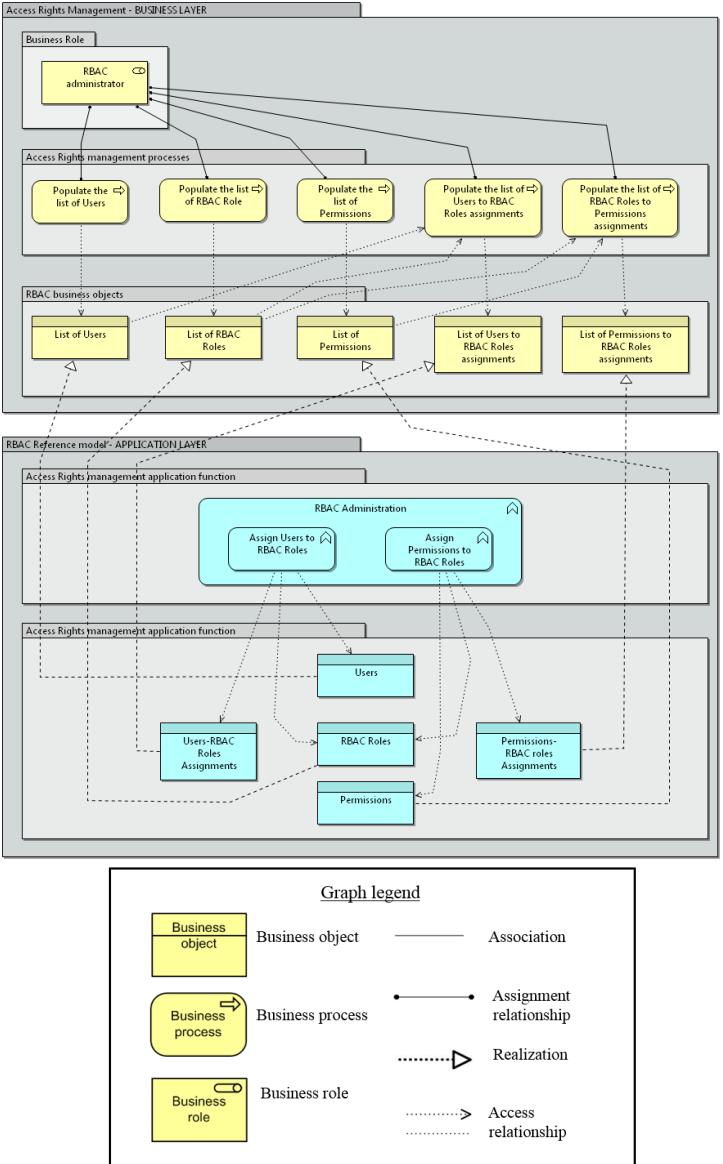 Access Rights Management - BUSINESS LAYER
Business Role
RBAC
administrator
Access Rights management processes
Populate the
list of Users
Populate the list
of RBAC Role
Populate the
list of
Permissions
Populate the list of
Users to RBAC
Roles assignments
Populate the list of
RBAC Roles to
Permissions
assignments
RBAC business objects
List of Users
List of RBAC
Roles
List of
Permissions
List of Users to
RBAC Roles
assignments
List of Permissions to
RBAC Roles
assignments
RBAC Reference model - APPLICATION LAYER
Access Rights management application function
RBAC Administration
Assign Users to
RBAC Roles
Assign
Permissions to
RBAC Roles
Access Rights management application function
Users
Users-RBAC
Roles
Assignments
RBAC Roles
Permissions-
RBAC roles
Assignments
Permissions
Graph legend
Business
object
Business object
Association
Business
process
Business process
Assignment
relationship
Realization
Business
role
Business role
Access
relationship